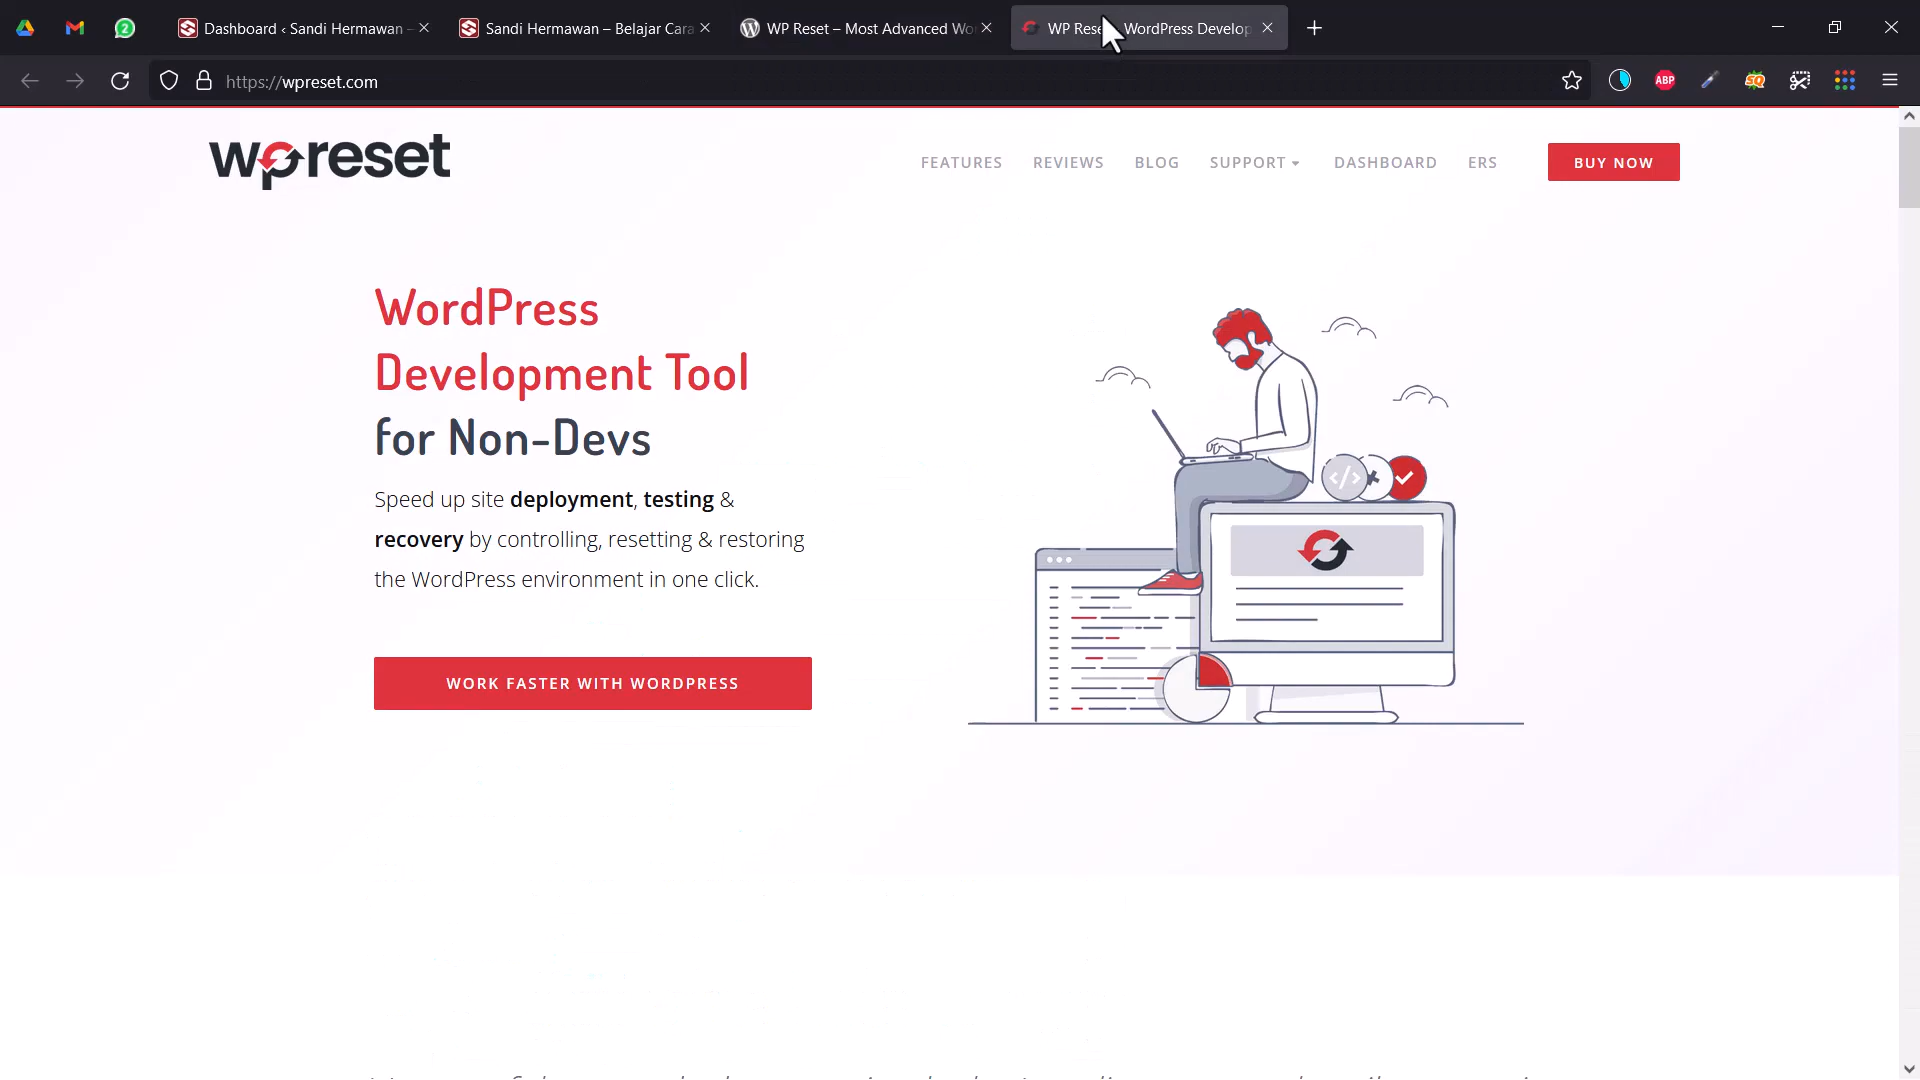 2
Dashboard ‹ Sandi Hermawan –
Sandi Hermawan – Belajar Cara
WP Reset – Most Advanced Wo
WP Rese WordPress Develop
https://wpreset.com
ABP
SQ
wpreset
FEATURES
REVIEWS
BLOG
SUPPORT
DASHBOARD
ERS
BUY NOW
WordPress
Development Tool
for Non-Devs
Speed up site deployment, testing &
recovery by controlling, resetting & restoring
the WordPress environment in one click.
WORK FASTER WITH WORDPRESS